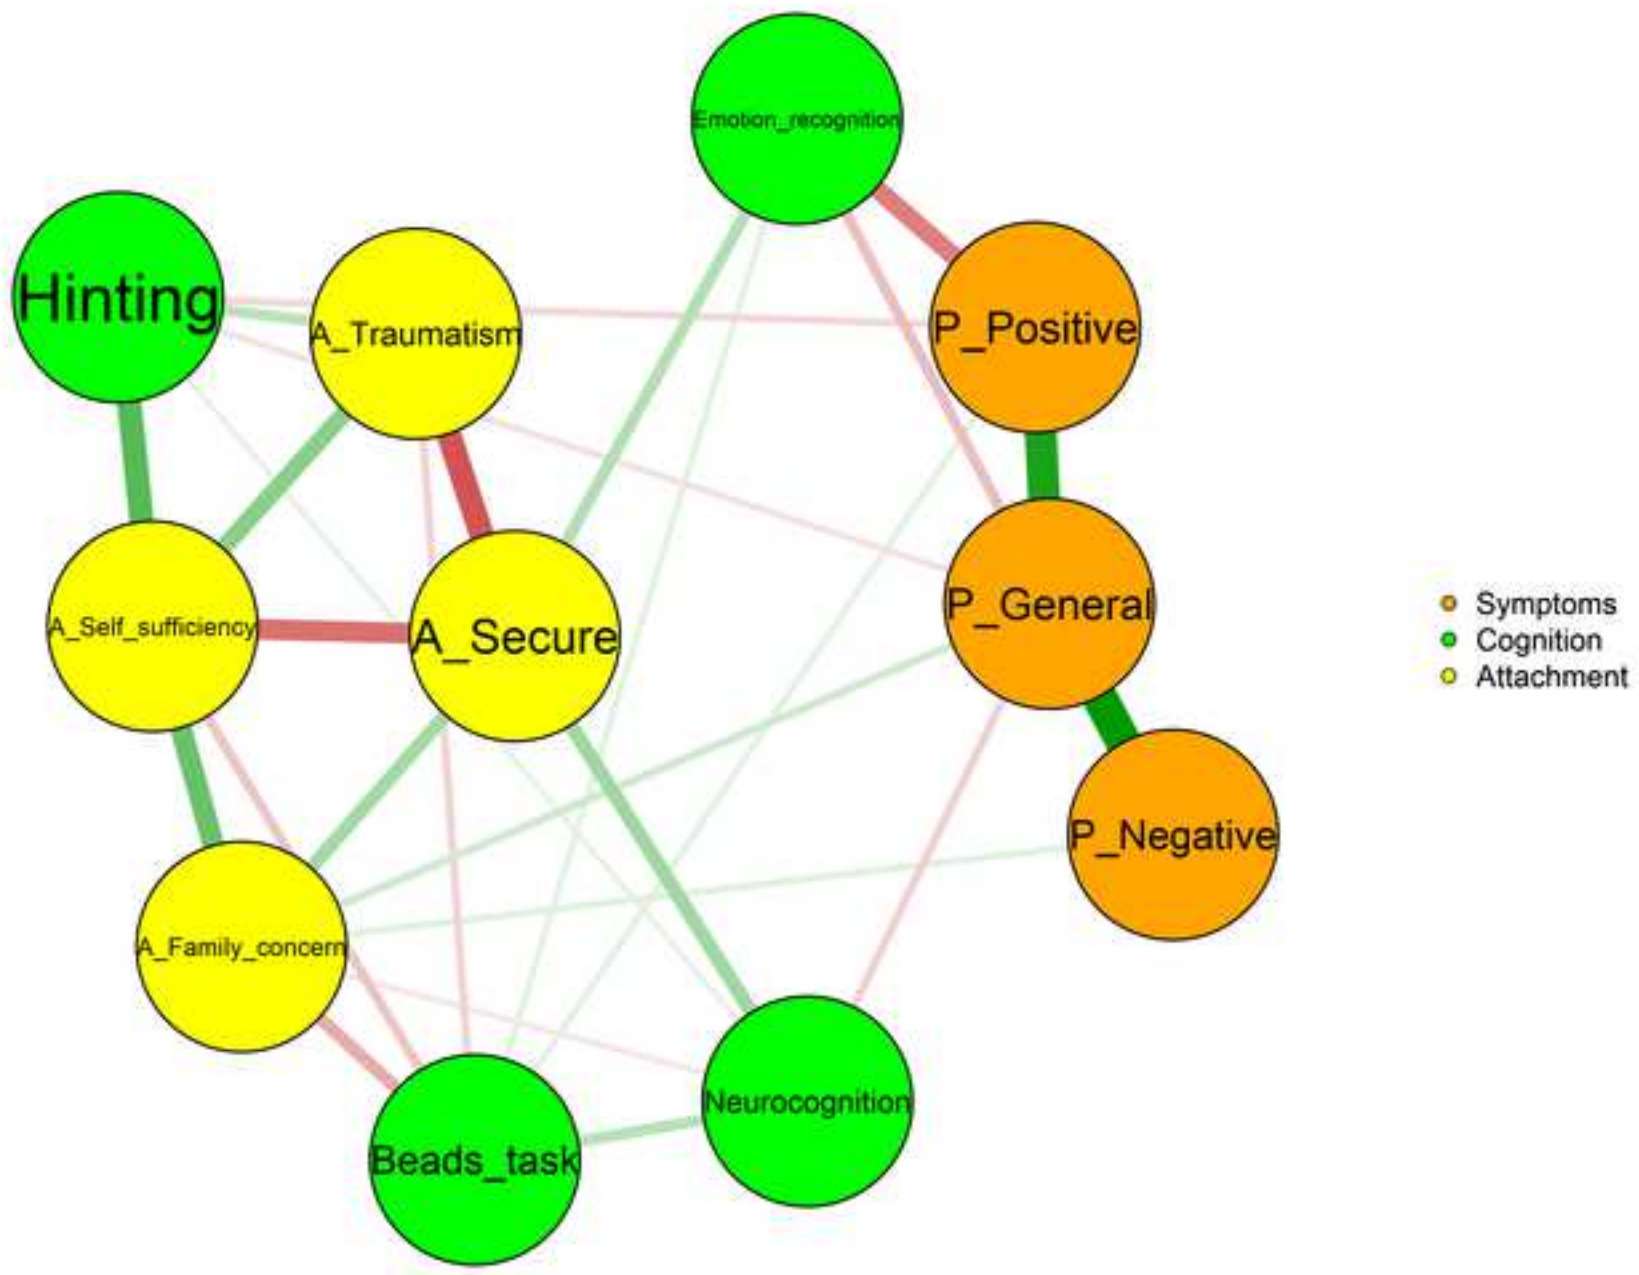 Emotion_recognition
Hinting
A_Traumatism
P_Positive
A_Self_sufficiency
A_Secure
P_General
Symptoms
Cognition
Attachment
P_Negative
A_Family_concern
Neurocognition
Beads_task